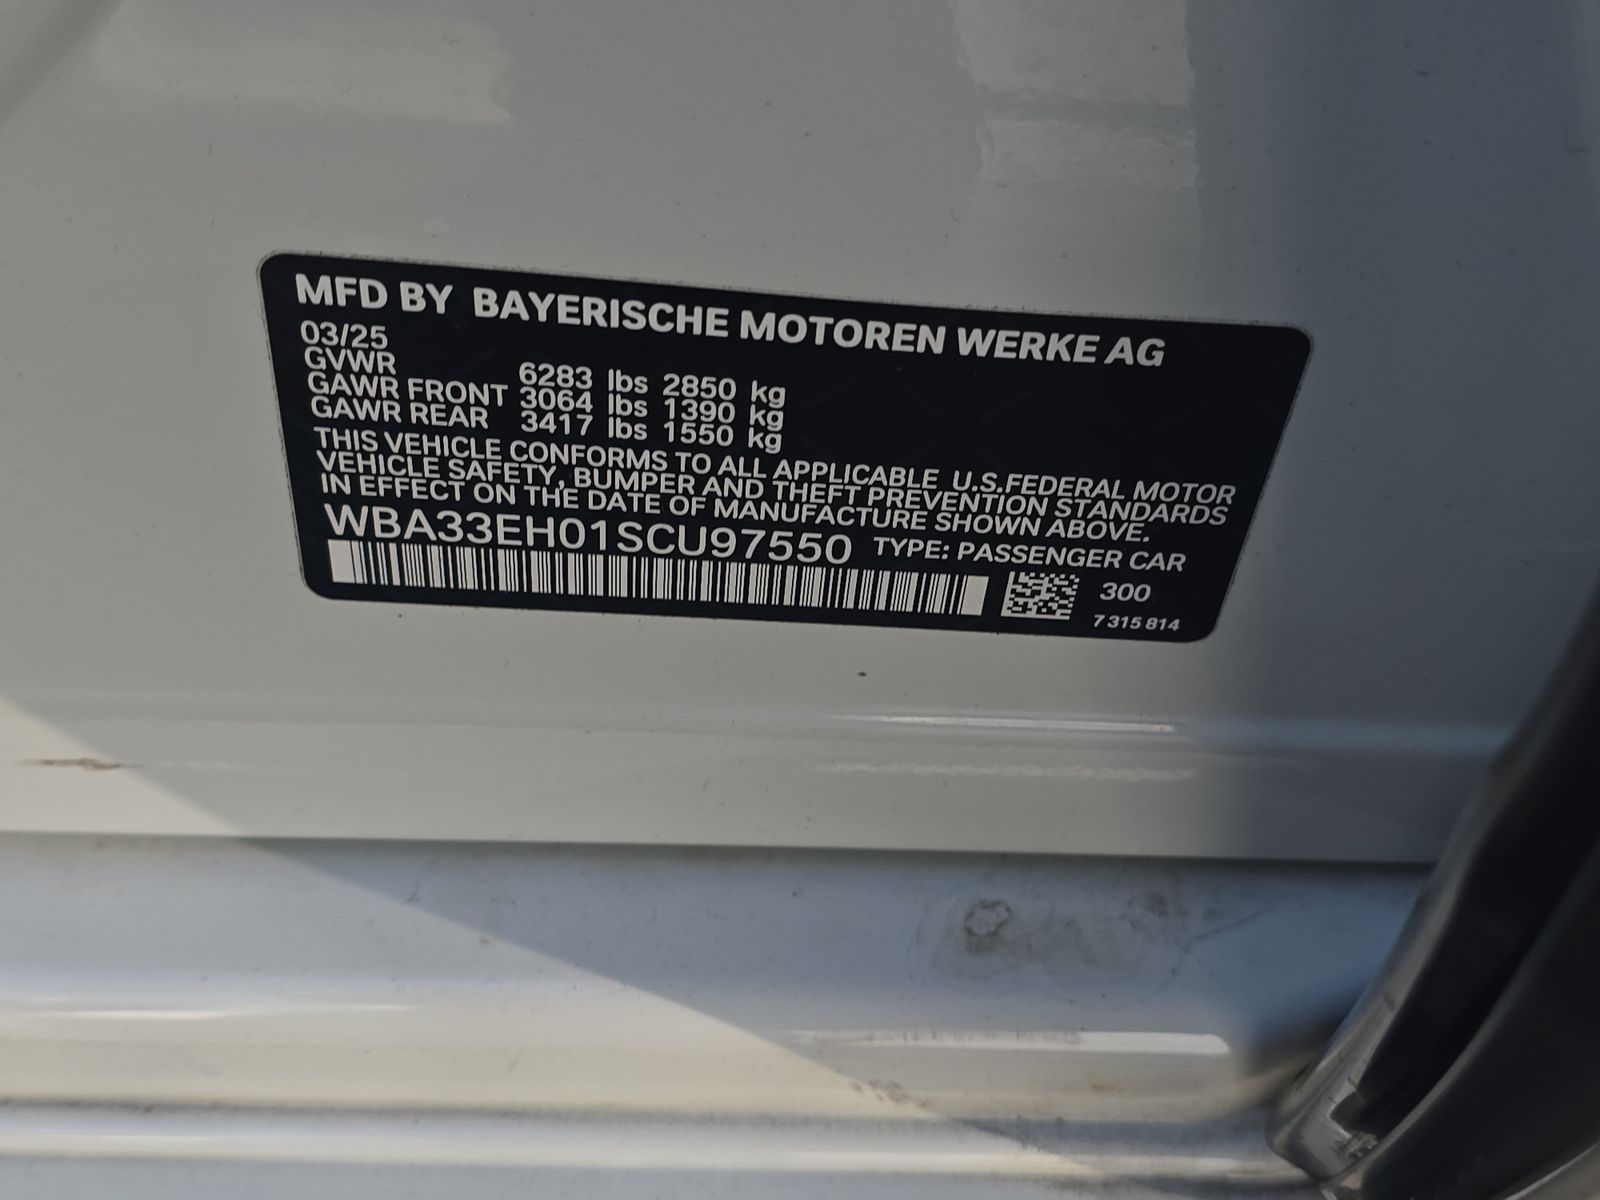 MFD BY BAYERISCHE MOTOREN WERKE AG
03/25
GVWR 6283 lbs 2850 kg
GAWR FRONT 3064 lbs 1390 kg
GAWR REAR 3417 lbs 1550 kg
THIS VEHICLE CONFORMS TO ALL APPLICABLE U.S.FEDERAL MOTOR
VEHICLE SAFETY, BUMPER AND THEFT PREVENTION STANDARDS
IN EFFECT ON THE DATE OF MANUFACTURE SHOWN ABOVE.
WBA33EH01SCU97550 TYPE: PASSENGER CAR
300
7 315 814